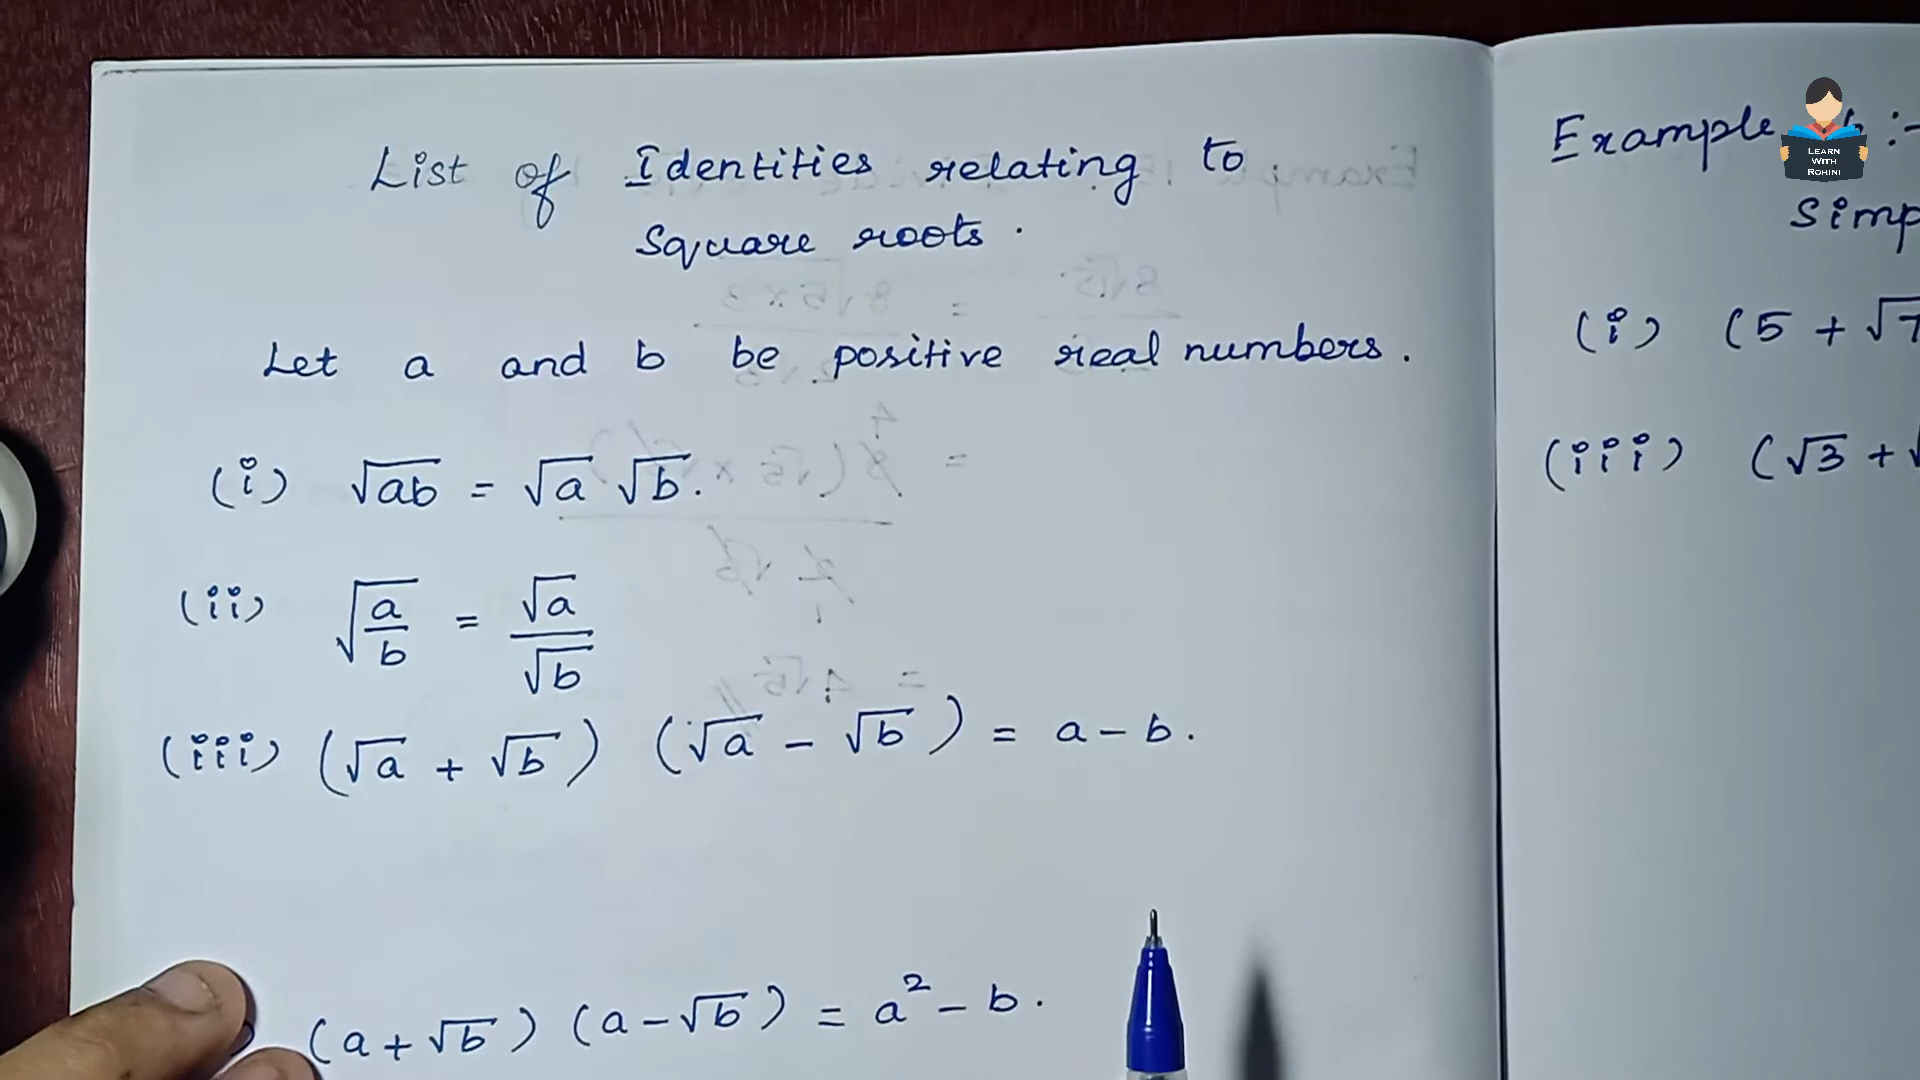 List of Identities relating to
Square roots.
Let a and b be positive real numbers.
(i) √ab = √a √b.
(ii) √(a/b) = √a/√b
(iii) (√a + √b) (√a - √b) = a - b.
(a + √b) (a - √b) = a² - b.
Example :-
Simp
(i) (5 + √7
(iii) (√3 + √
LEARN
WITH
ROHINI